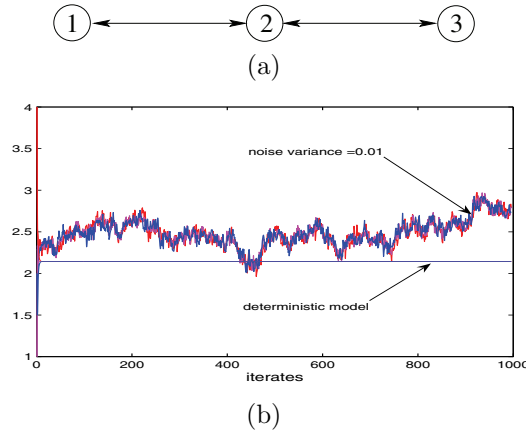 1 2 3
(a)
4
3.5
3
2.5
2
1.5
1
noise variance =0.01
deterministic model
0 200 400 600 800 1000
iterates
(b)